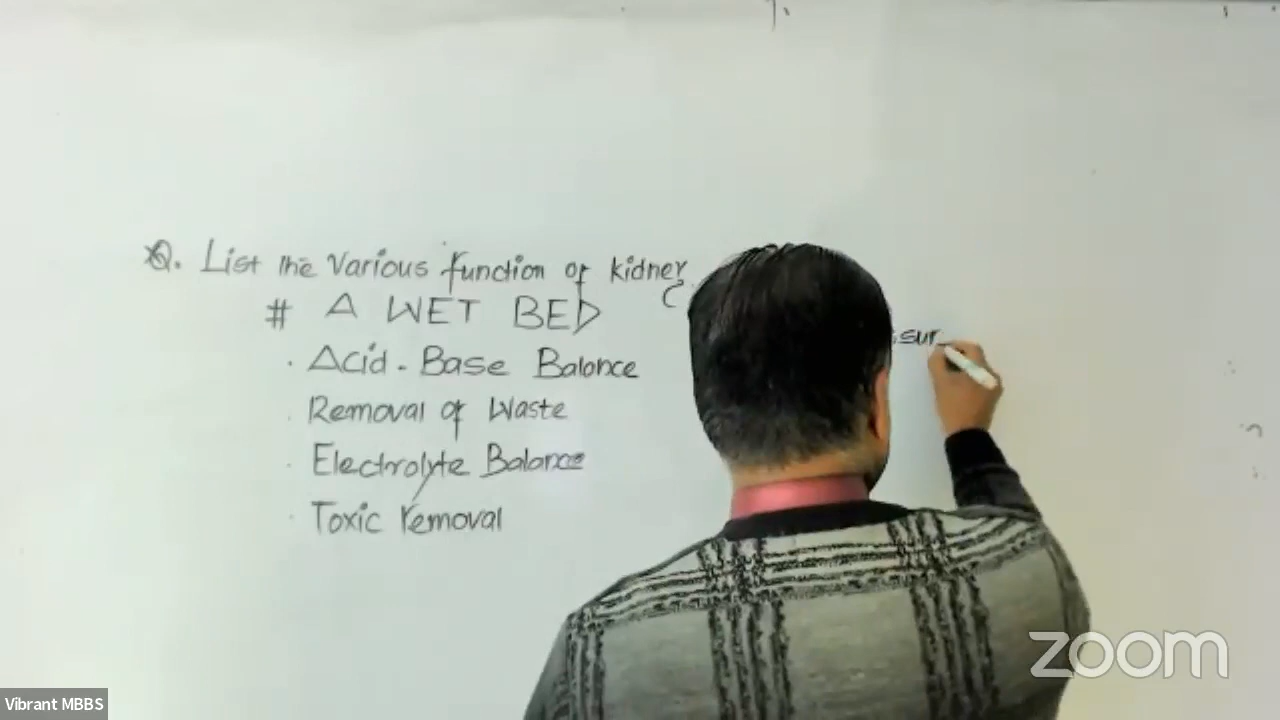 Q. List the Various function of kidney
# A WET BED
· Acid - Base Balance
· Removal of Waste
· Electrolyte Balance
· Toxic removal
sur
zoom
Vibrant MBBS